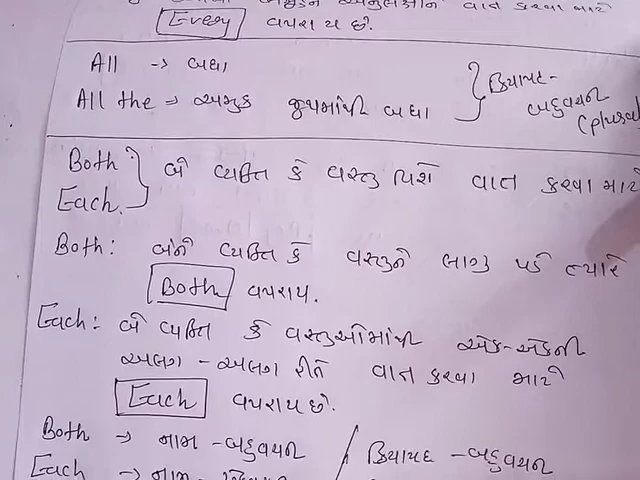 વાત કરવા માટે
Every વપરાય છે.
All → બધા
All the → અમુક જૂથમાંથી બધા } ક્રિયાપદ- બહુવચન (plural)
Both } બે વ્યક્તિ કે વસ્તુ વિશે વાત કરવા માટે
Each.
Both: બંને વ્યક્તિ કે વસ્તુને લાગુ પડે ત્યારે
Both વપરાય.
Each: બે વ્યક્તિ કે વસ્તુઓમાંથી એક-એકની
અલગ-અલગ રીતે વાત કરવા માટે
Each વપરાય છે.
Both → નામ -બહુવચન / ક્રિયાપદ -બહુવચન
Each → નામ -